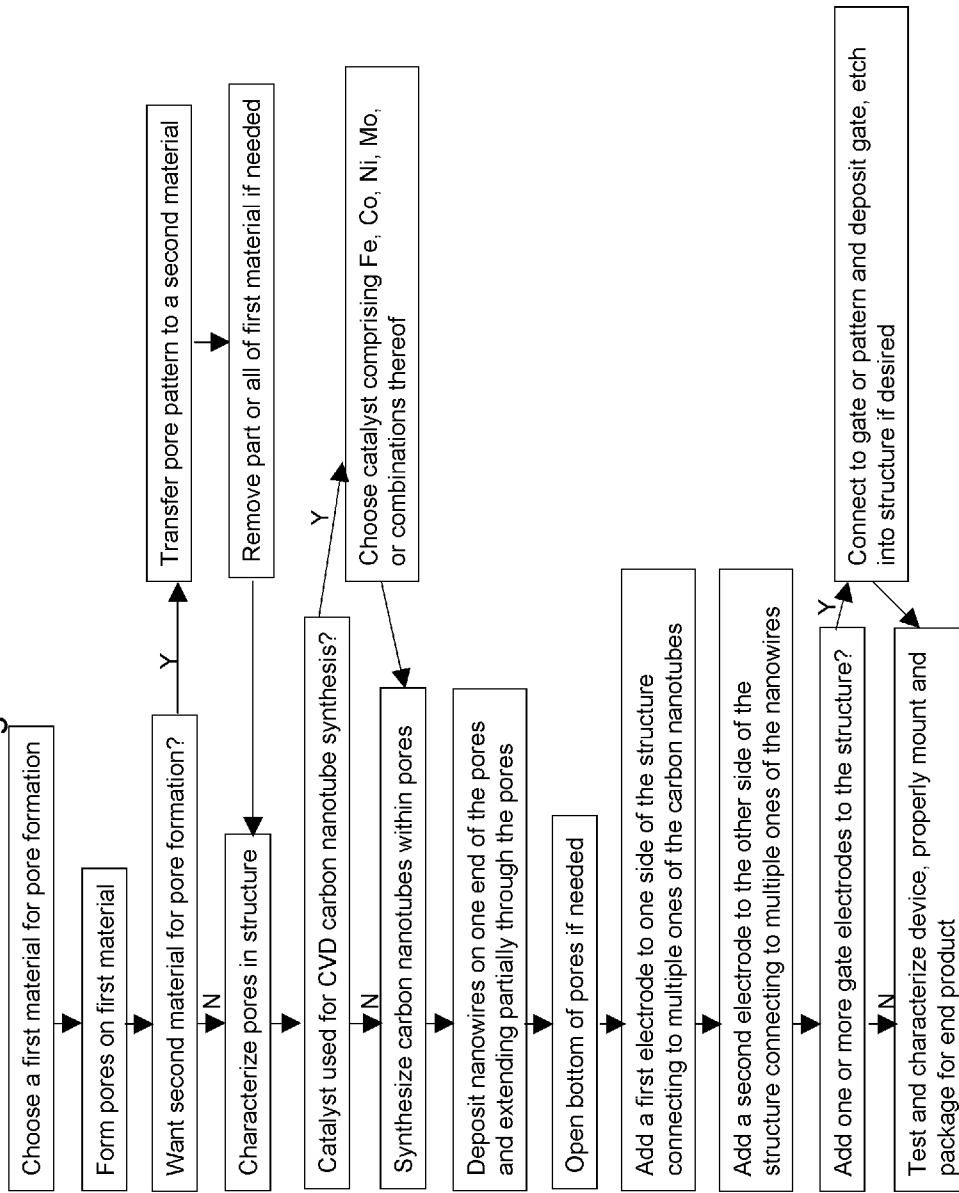 Choose a first material for pore formation
Form pores on first material
Want second material for pore formation?
Y
Transfer pore pattern to a second material
Remove part or all of first material if needed
N
Characterize pores in structure
Catalyst used for CVD carbon nanotube synthesis?
Y
Choose catalyst comprising Fe, Co, Ni, Mo,
or combinations thereof
N
Synthesize carbon nanotubes within pores
Deposit nanowires on one end of the pores
and extending partially through the pores
Open bottom of pores if needed
Add a first electrode to one side of the structure
connecting to multiple ones of the carbon nanotubes
Add a second electrode to the other side of the
structure connecting to multiple ones of the nanowires
Add one or more gate electrodes to the structure?
Y
Connect to gate or pattern and deposit gate, etch
into structure if desired
N
Test and characterize device, properly mount and
package for end product